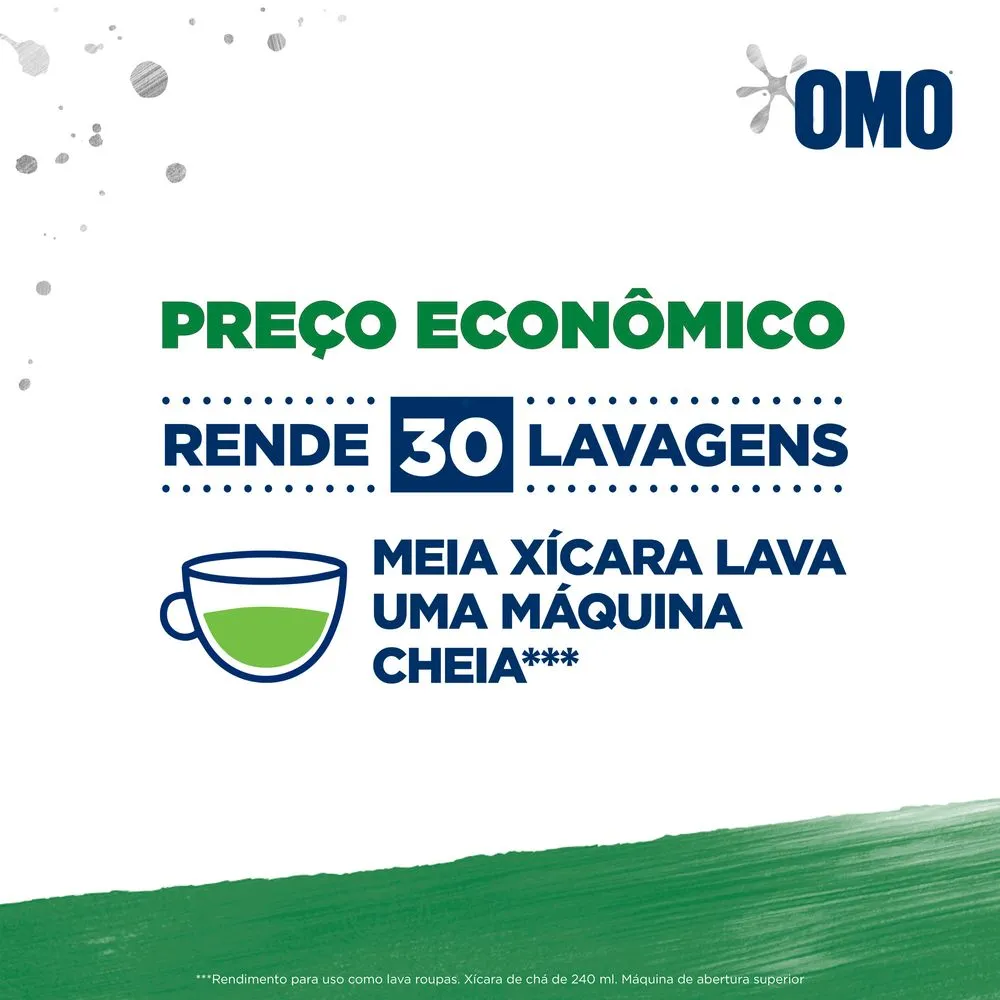 OMO
PREÇO ECONÔMICO
RENDE 30 LAVAGENS
MEIA XÍCARA LAVA
UMA MÁQUINA
CHEIA***
***Rendimento para uso como lava roupas. Xícara de chá de 240 ml. Máquina de abertura superior